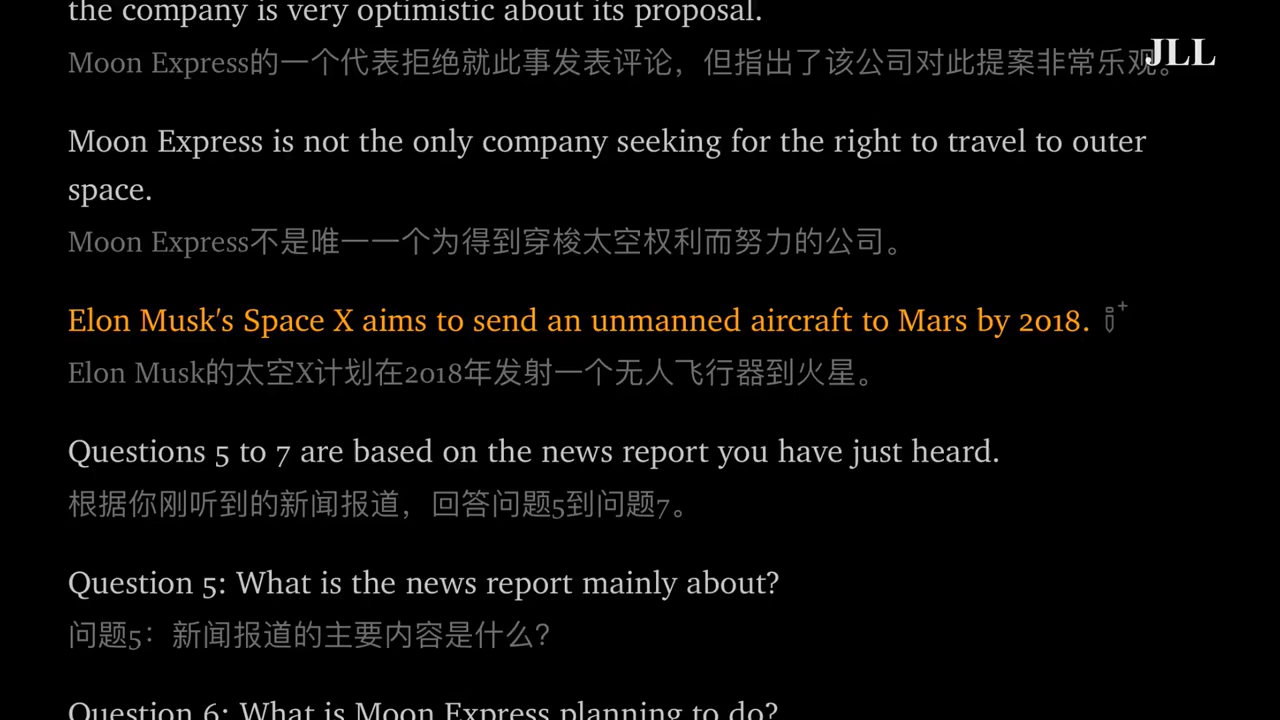 the company is very optimistic about its proposal.
Moon Express的一个代表拒绝就此事发表评论，但指出了该公司对此提案非常乐观。
JLL
Moon Express is not the only company seeking for the right to travel to outer
space.
Moon Express不是唯一一个为得到穿梭太空权利而努力的公司。
Elon Musk's Space X aims to send an unmanned aircraft to Mars by 2018.
Elon Musk的太空X计划在2018年发射一个无人飞行器到火星。
Questions 5 to 7 are based on the news report you have just heard.
根据你刚听到的新闻报道，回答问题5到问题7。
Question 5: What is the news report mainly about?
问题5：新闻报道的主要内容是什么？
Question 6: What is Moon Express planning to do?